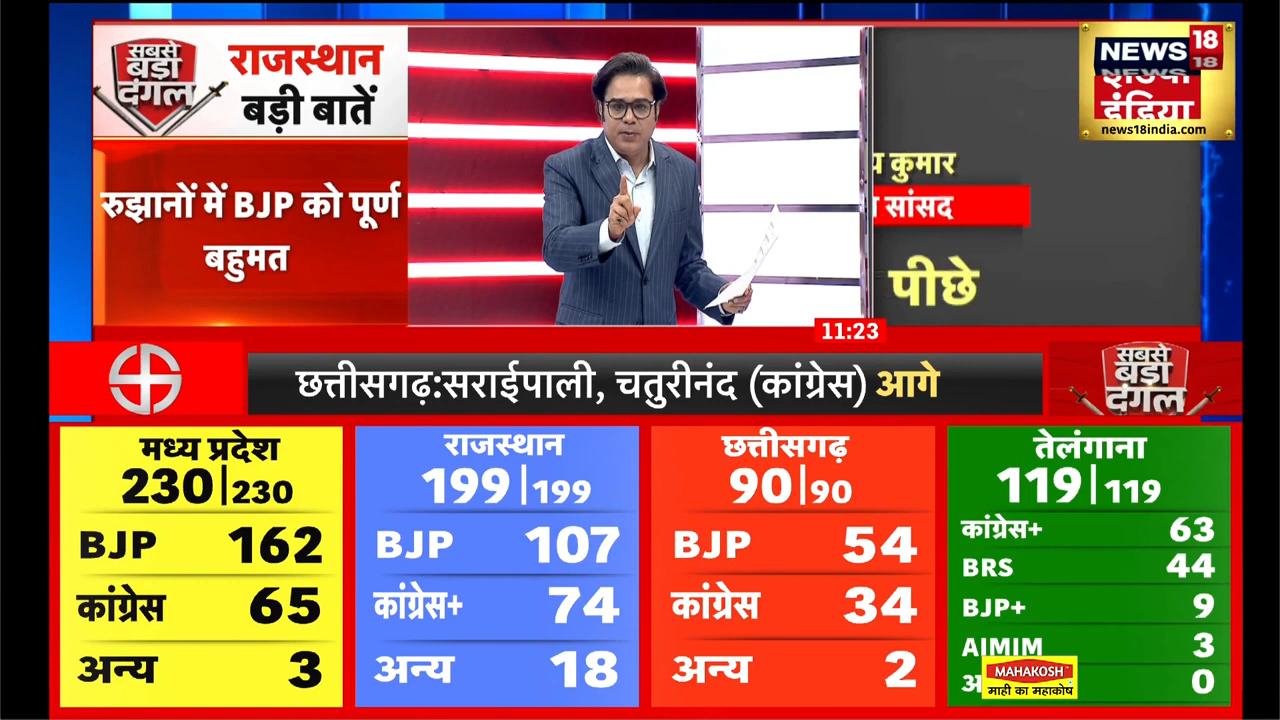 सबसे
बड़ा
दंगल
राजस्थान
बड़ी बातें
रुझानों में BJP को पूर्ण
बहुमत
कुमार
सांसद
पीछे
NEWS 18
इंडिया
news18india.com
11:23
छत्तीसगढ़:सराईपाली, चतुरीनंद (कांग्रेस) आगे
सबसे
बड़ा
दंगल
मध्य प्रदेश
230|230
BJP 162
कांग्रेस 65
अन्य 3
राजस्थान
199|199
BJP 107
कांग्रेस+ 74
अन्य 18
छत्तीसगढ़
90|90
BJP 54
कांग्रेस 34
अन्य 2
तेलंगाना
119|119
कांग्रेस+ 63
BRS 44
BJP+ 9
AIMIM 3
0
MAHAKOSH
माही का महाकोष